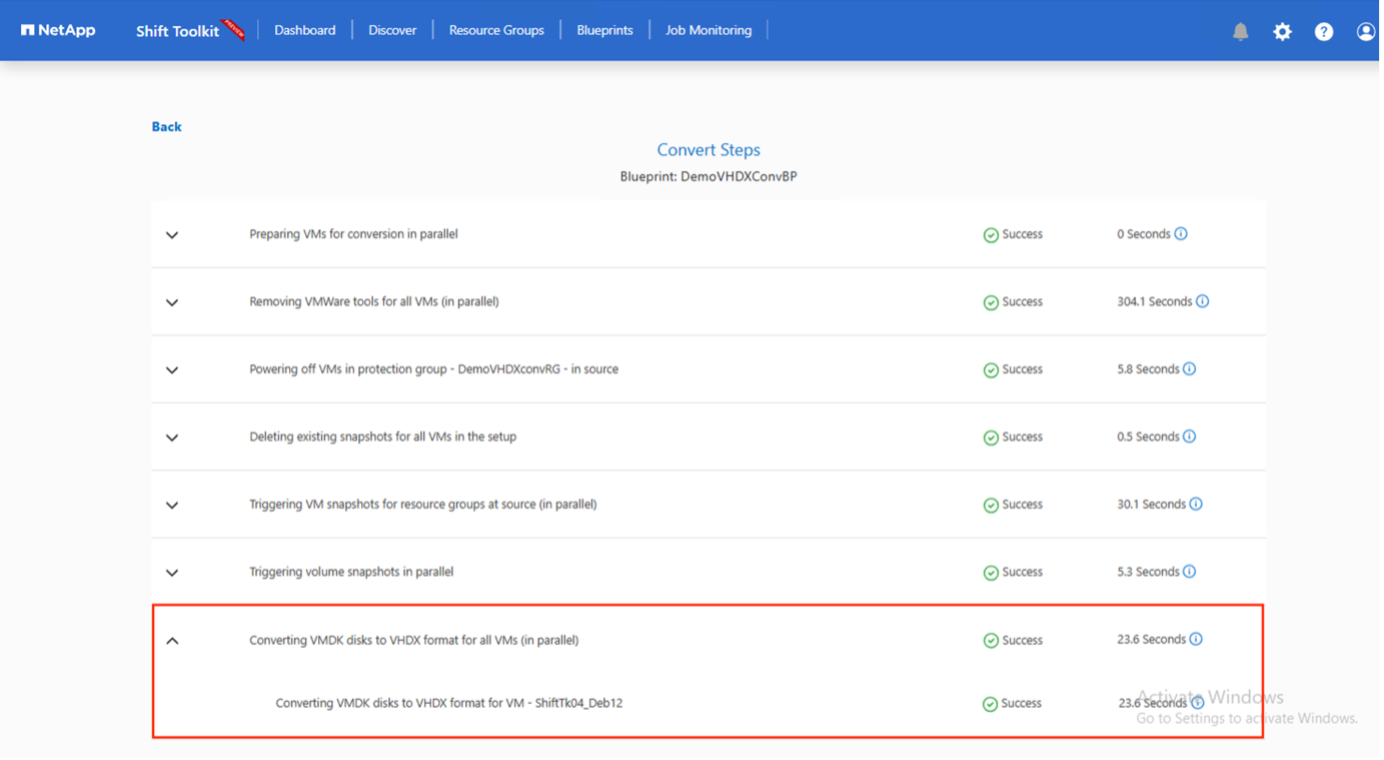 NetApp Shift Toolkit PREVIEW Dashboard Discover Resource Groups Blueprints Job Monitoring
Back
Convert Steps
Blueprint: DemoVHDXConvBP
Preparing VMs for conversion in parallel Success 0 Seconds
Removing VMWare tools for all VMs (in parallel) Success 304.1 Seconds
Powering off VMs in protection group - DemoVHDXconvRG - in source Success 5.8 Seconds
Deleting existing snapshots for all VMs in the setup Success 0.5 Seconds
Triggering VM snapshots for resource groups at source (in parallel) Success 30.1 Seconds
Triggering volume snapshots in parallel Success 5.3 Seconds
Converting VMDK disks to VHDX format for all VMs (in parallel) Success 23.6 Seconds
Converting VMDK disks to VHDX format for VM - ShiftTk04_Deb12 Success 23.6 Seconds
Activate Windows
Go to Settings to activate Windows.